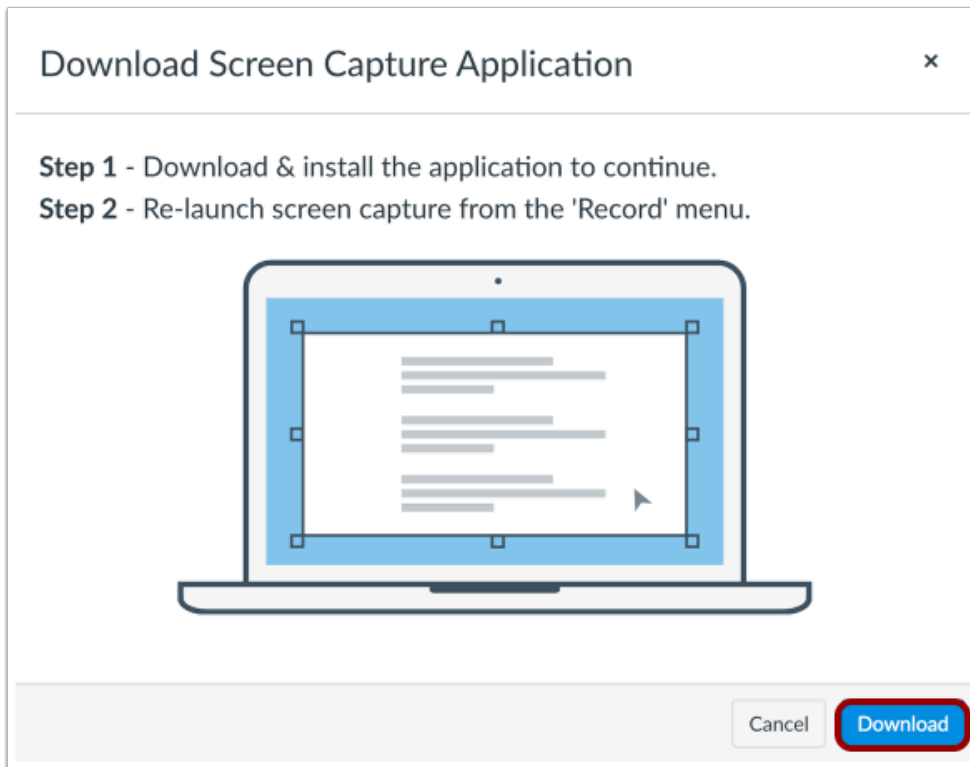 Download Screen Capture Application
×
Step 1 - Download & install the application to continue.
Step 2 - Re-launch screen capture from the 'Record' menu.
Cancel
Download